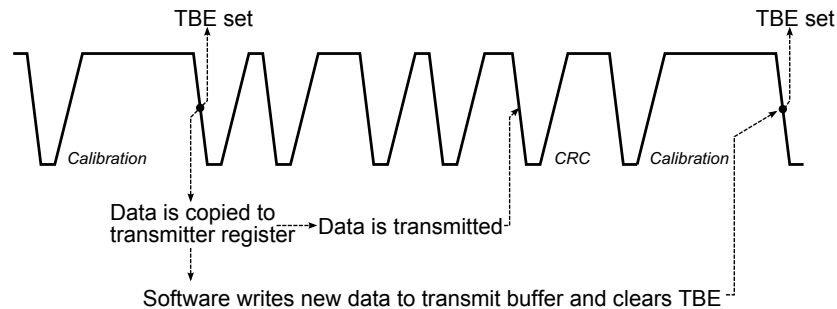 TBE set
TBE set
Calibration
CRC
Calibration
Data is copied to
transmitter register
Data is transmitted
Software writes new data to transmit buffer and clears TBE